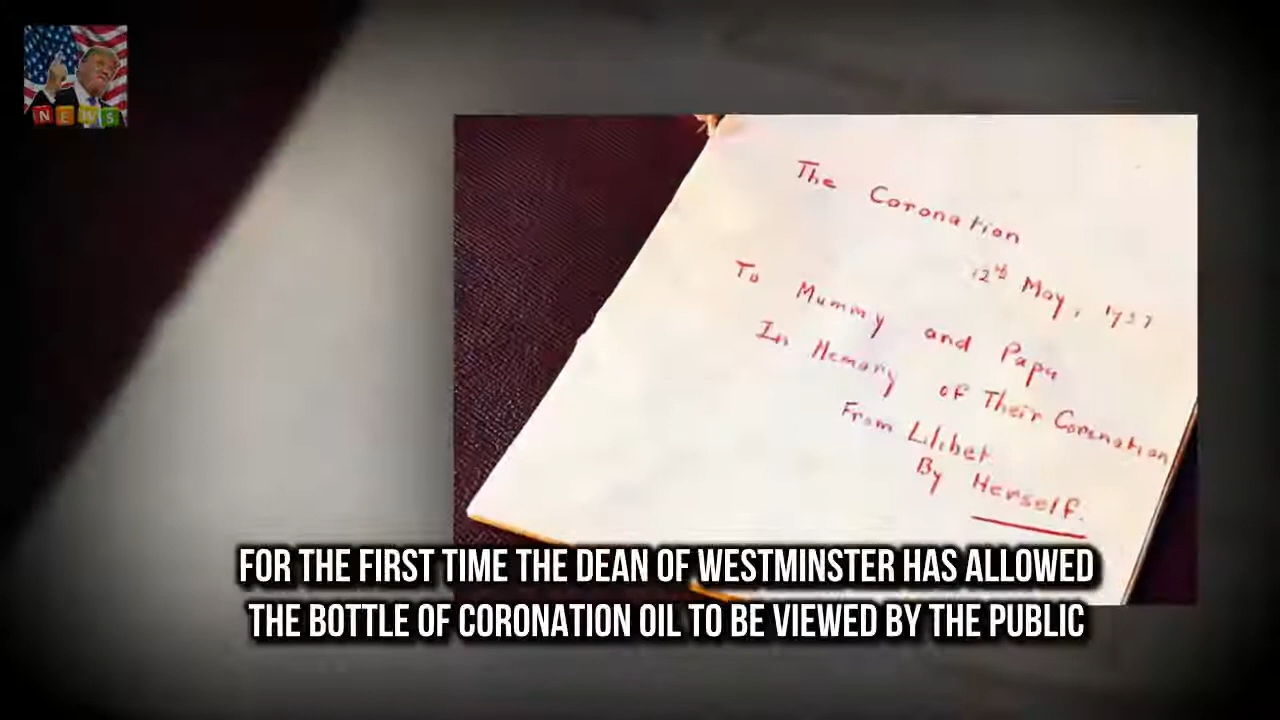 NEWS
The Coronation
12th May, 1937
To Mummy and Papa
In Memory of Their Coronation
From Lilibet
By Herself.
FOR THE FIRST TIME THE DEAN OF WESTMINSTER HAS ALLOWED
THE BOTTLE OF CORONATION OIL TO BE VIEWED BY THE PUBLIC